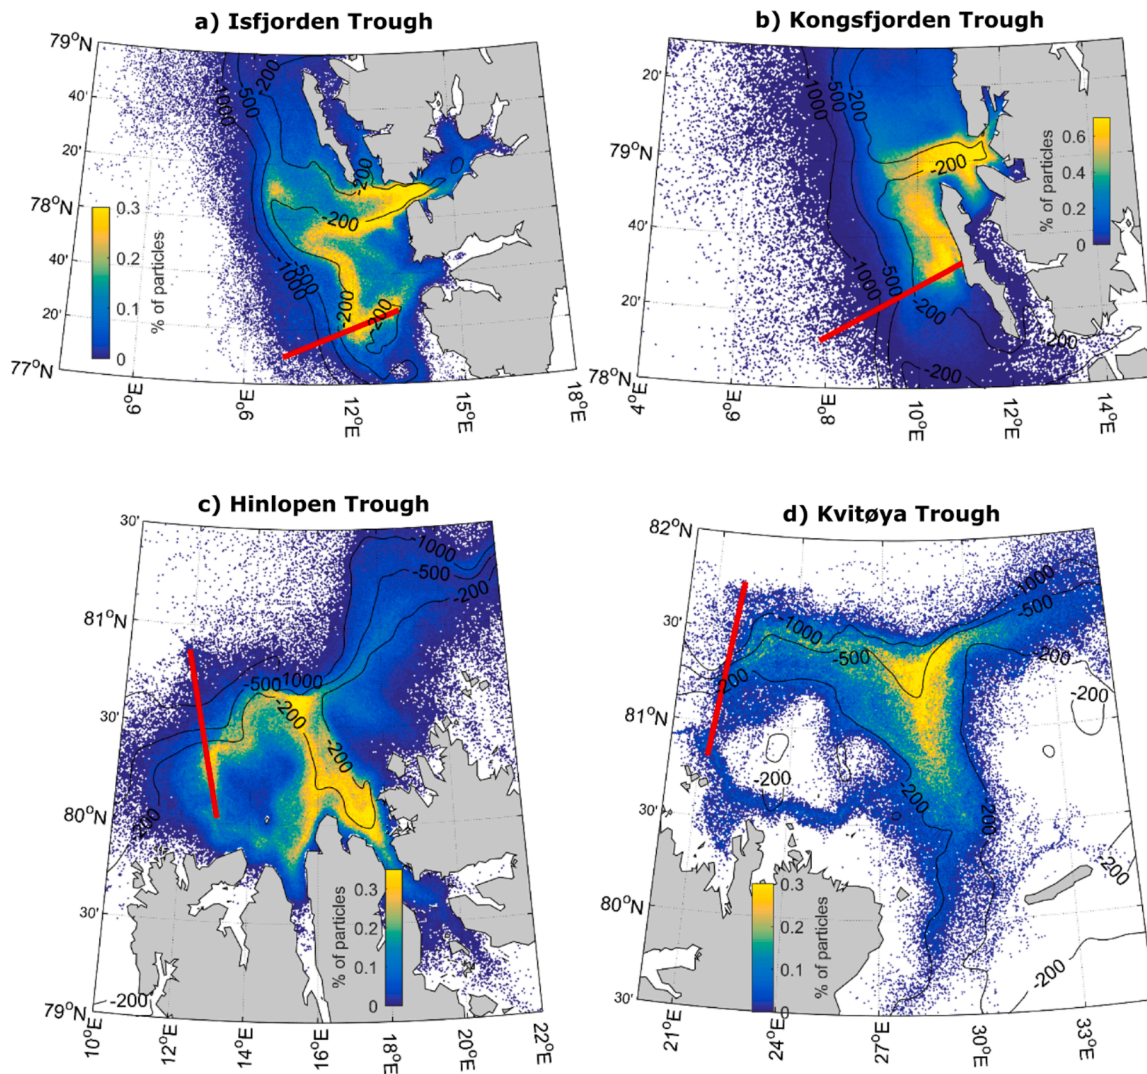 a) Isfjorden Trough
79°N
40'
20'
78°N
40'
20'
77°N
6°E
9°E
12°E
15°E
18°E
-200
-500
-1000
-200
-200
-500
-1000
-200
-200
0.3
0.2
0.1
0
% of particles
b) Kongsfjorden Trough
20'
79°N
40'
20'
78°N
4°E
6°E
8°E
10°E
12°E
14°E
-200
-500
-1000
-200
-500
-1000
-200
-200
-200
0.6
0.4
0.2
0
% of particles
c) Hinlopen Trough
30'
81°N
30'
80°N
30'
79°N
10°E
12°E
14°E
16°E
18°E
20°E
22°E
-1000
-500
-200
-500
1000
-200
-200
-200
-200
0.3
0.2
0.1
0
% of particles
d) Kvitøya Trough
82°N
30'
81°N
30'
80°N
30'
21°E
24°E
27°E
30°E
33°E
-1000
-500
-200
-1000
-500
-200
-200
-200
-200
-200
-200
-200
0.3
0.2
0.1
0
% of particles